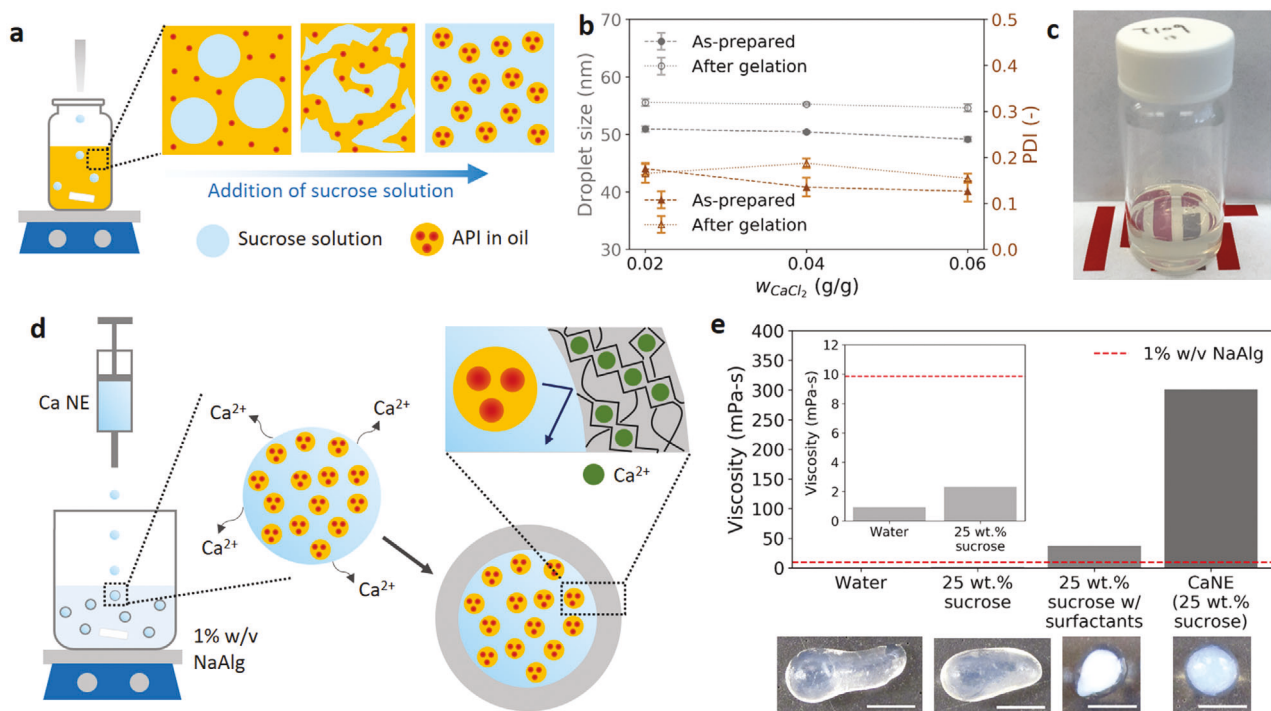 a
Addition of sucrose solution
Sucrose solution
API in oil
b
Droplet size (nm)
70
60
50
40
30
As-prepared
After gelation
As-prepared
After gelation
0.5
0.4
0.3
0.2
0.1
0.0
PDI (-)
0.02
0.04
0.06
w_CaCl₂ (g/g)
c
d
Ca NE
Ca²⁺
Ca²⁺
Ca²⁺
Ca²⁺
1% w/v
NaAlg
Ca²⁺
e
Viscosity (mPa-s)
400
350
300
250
200
150
100
50
0
1% w/v NaAlg
Viscosity (mPa-s)
12
10
8
6
4
2
0
Water
25 wt.%
sucrose
Water
25 wt.%
sucrose
25 wt.%
sucrose w/
surfactants
CaNE
(25 wt.%
sucrose)